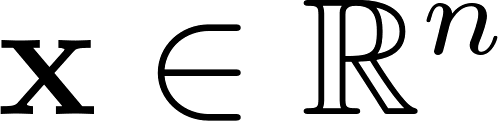 𝐱 ∈ ℝⁿ